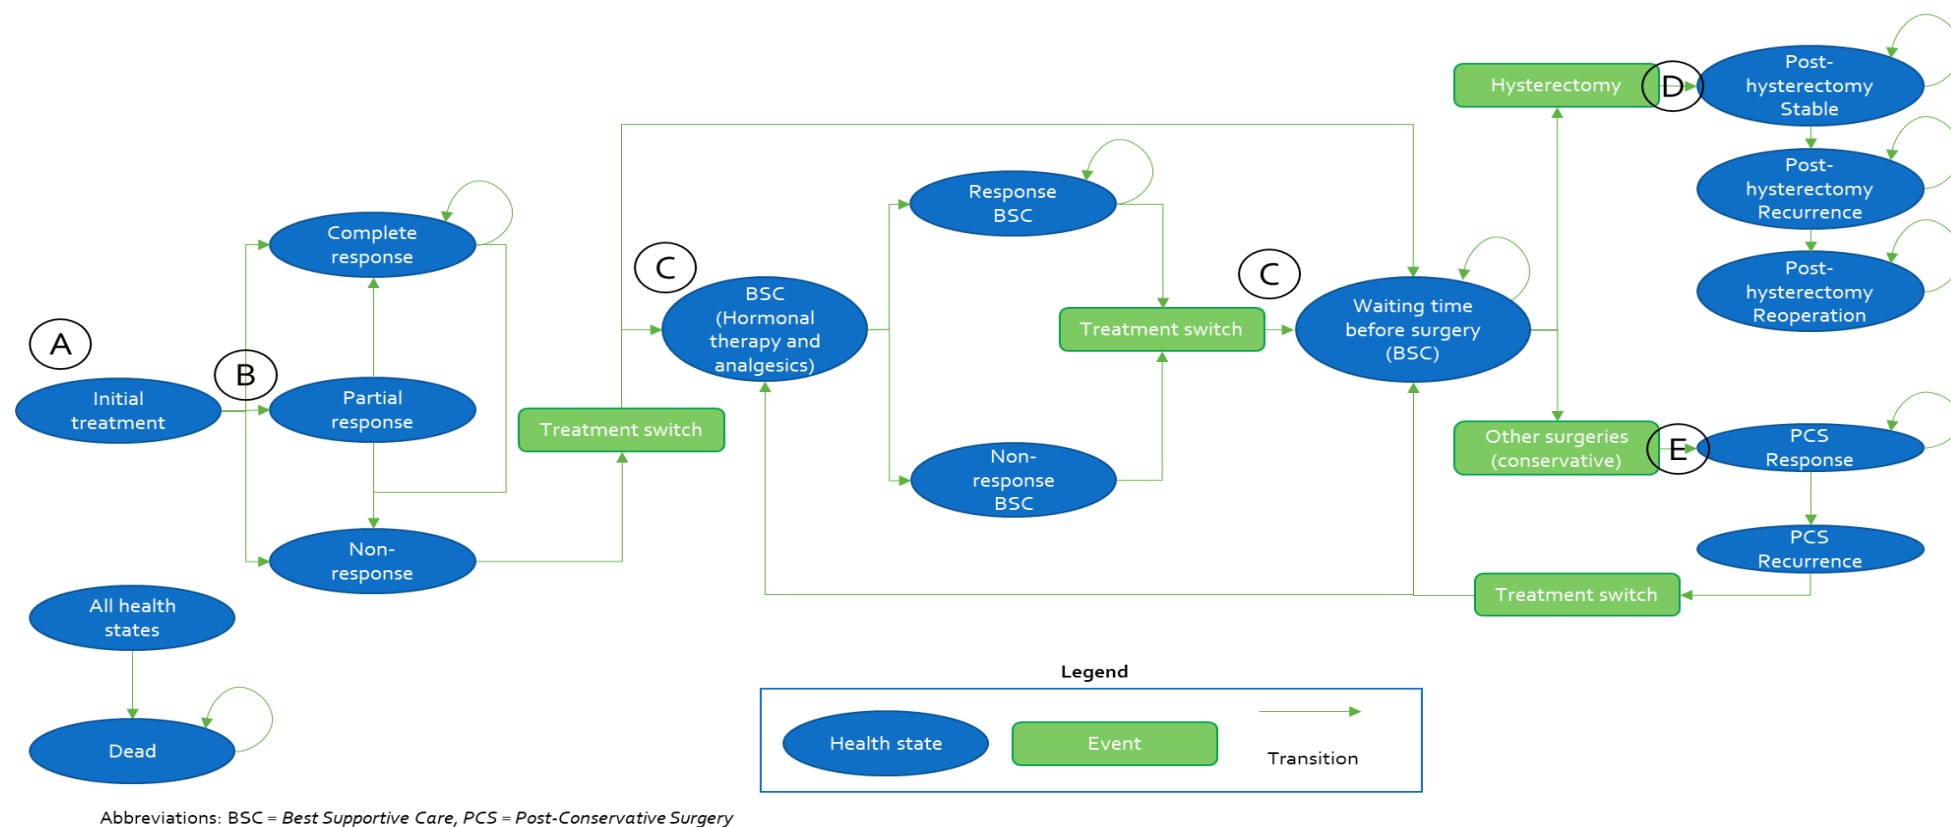 A
Initial
treatment
B
Complete
response
Partial
response
Non-
response
Treatment switch
C
BSC
(Hormonal
therapy and
analgesics)
Response
BSC
Non-
response
BSC
Treatment switch
C
Waiting time
before surgery
(BSC)
Hysterectomy
D
Post-
hysterectomy
Stable
Post-
hysterectomy
Recurrence
Post-
hysterectomy
Reoperation
Other surgeries
(conservative)
E
PCS
Response
PCS
Recurrence
Treatment switch
All health
states
Dead
Legend
Health state
Event
Transition
Abbreviations: BSC = Best Supportive Care, PCS = Post-Conservative Surgery